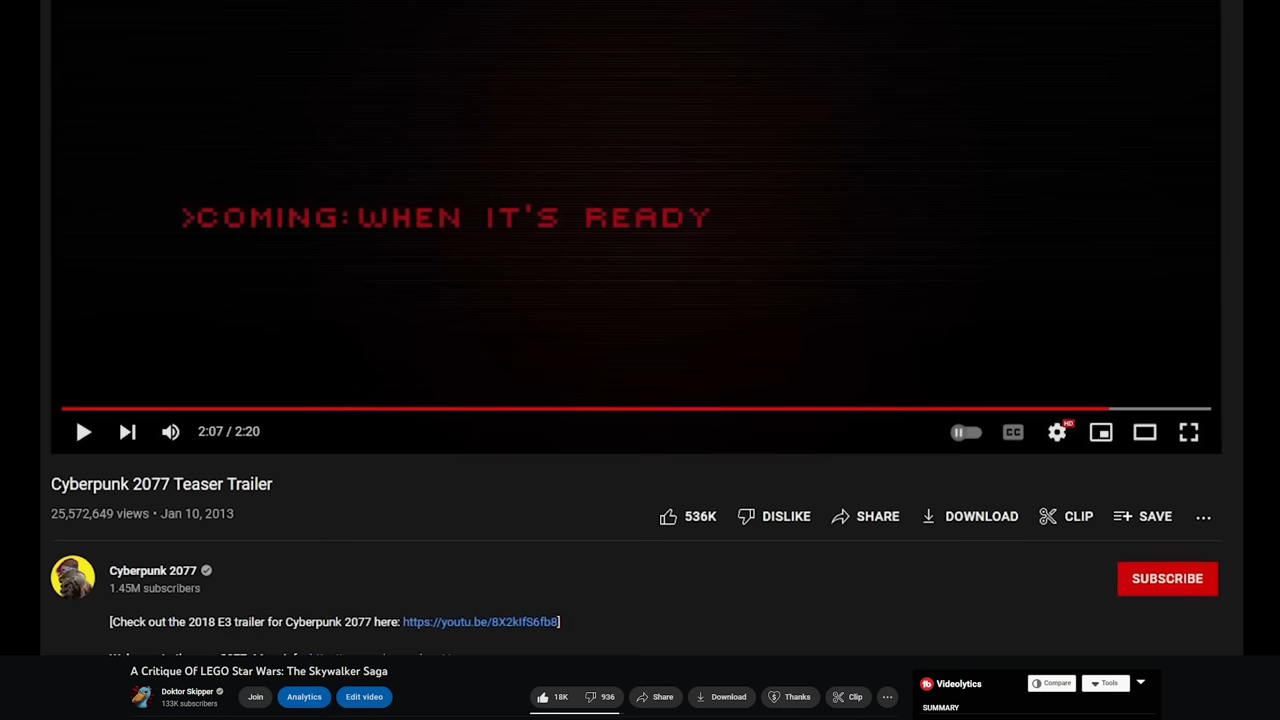 >COMING:WHEN IT'S READY
2:07 / 2:20
CC
HD
Cyberpunk 2077 Teaser Trailer
25,572,649 views • Jan 10, 2013
536K DISLIKE SHARE DOWNLOAD CLIP SAVE ...
Cyberpunk 2077
1.45M subscribers
SUBSCRIBE
[Check out the 2018 E3 trailer for Cyberpunk 2077 here: https://youtu.be/8X2kIfS6fb8]
A Critique Of LEGO Star Wars: The Skywalker Saga
Doktor Skipper
133K subscribers
Join Analytics Edit video
18K 936 Share Download Thanks Clip ...
Videolytics Compare Tools
SUMMARY